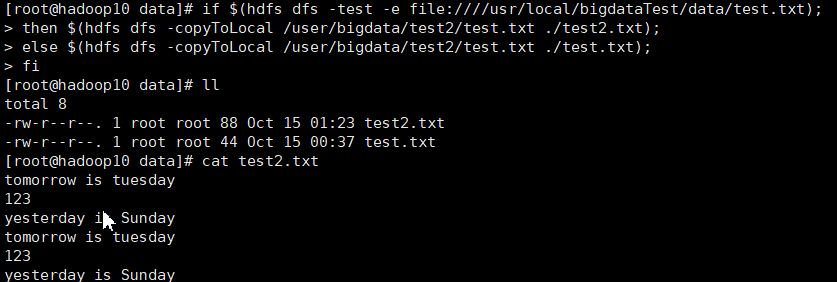 [root@hadoop10 data]# if $(hdfs dfs -test -e file:////usr/local/bigdataTest/data/test.txt);
> then $(hdfs dfs -copyToLocal /user/bigdata/test2/test.txt ./test2.txt);
> else $(hdfs dfs -copyToLocal /user/bigdata/test2/test.txt ./test.txt);
> fi
[root@hadoop10 data]# ll
total 8
-rw-r--r--. 1 root root 88 Oct 15 01:23 test2.txt
-rw-r--r--. 1 root root 44 Oct 15 00:37 test.txt
[root@hadoop10 data]# cat test2.txt
tomorrow is tuesday
123
yesterday is Sunday
tomorrow is tuesday
123
yesterday is Sunday